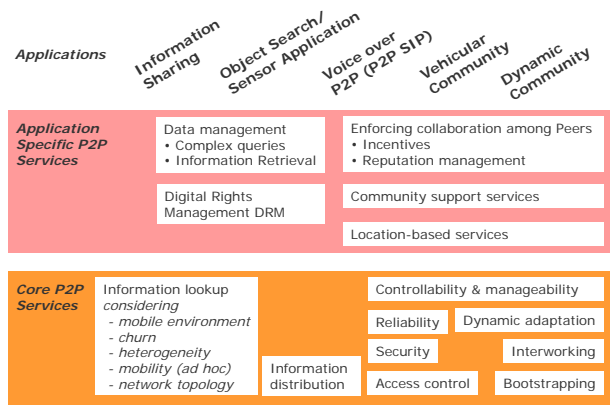 Applications
Information
Sharing
Object Search/
Sensor Application
Voice over
P2P (P2P SIP)
Vehicular
Community
Dynamic
Community
Application
Specific P2P
Services
Data management
• Complex queries
• Information Retrieval
Digital Rights
Management DRM
Enforcing collaboration among Peers
• Incentives
• Reputation management
Community support services
Location-based services
Core P2P
Services
Information lookup
considering
- mobile environment
- churn
- heterogeneity
- mobility (ad hoc)
- network topology
Information
distribution
Controllability & manageability
Reliability
Dynamic adaptation
Security
Interworking
Access control
Bootstrapping